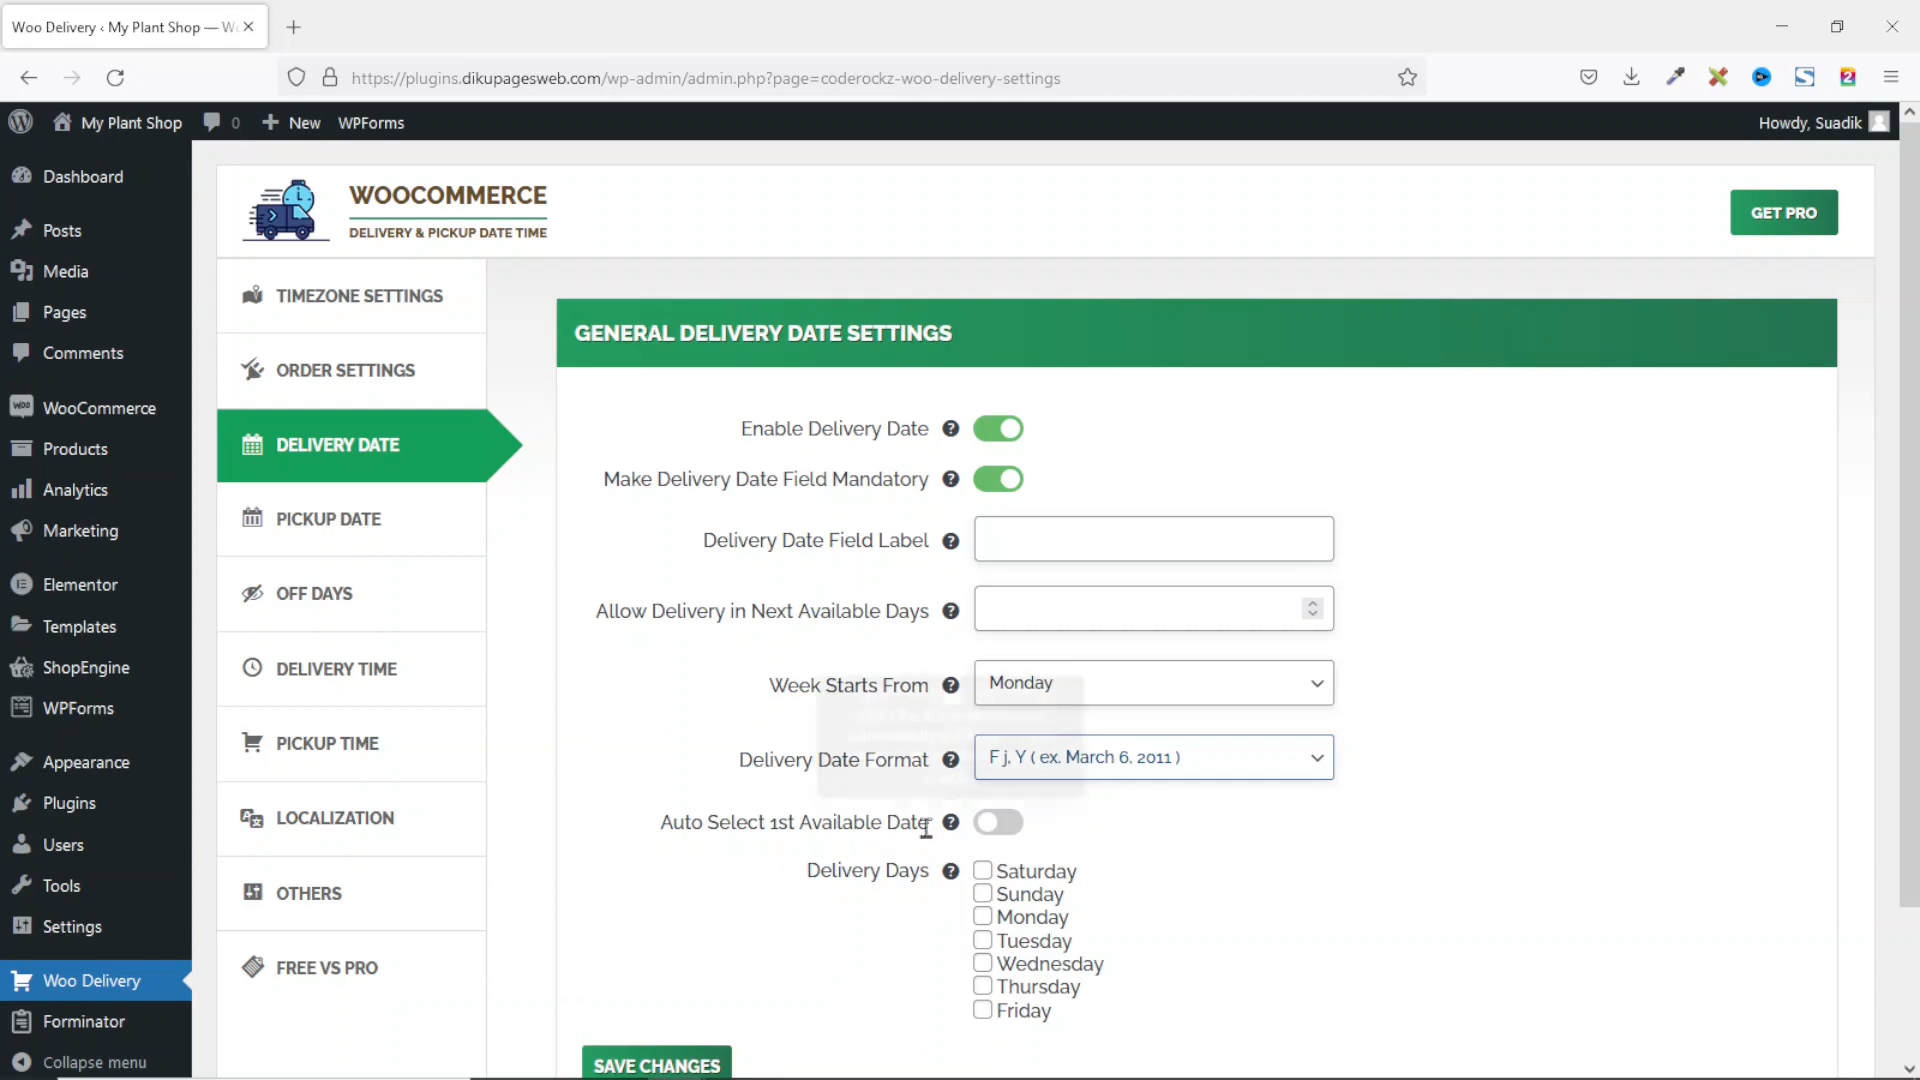 Woo Delivery ‹ My Plant Shop — Wo
https://plugins.dikupagesweb.com/wp-admin/admin.php?page=coderockz-woo-delivery-settings
2
My Plant Shop 0 New WPForms Howdy, Suadik
Dashboard
Posts
Media
Pages
Comments
WooCommerce
Products
Analytics
Marketing
Elementor
Templates
ShopEngine
WPForms
Appearance
Plugins
Users
Tools
Settings
Woo Delivery
Forminator
Collapse menu
WOOCOMMERCE
DELIVERY & PICKUP DATE TIME
GET PRO
TIMEZONE SETTINGS
ORDER SETTINGS
DELIVERY DATE
PICKUP DATE
OFF DAYS
DELIVERY TIME
PICKUP TIME
LOCALIZATION
OTHERS
FREE VS PRO
GENERAL DELIVERY DATE SETTINGS
Enable Delivery Date ?
Make Delivery Date Field Mandatory ?
Delivery Date Field Label ?
Allow Delivery in Next Available Days ?
Week Starts From ? Monday
Delivery Date Format ? F j, Y ( ex. March 6, 2011 )
Auto Select 1st Available Date ?
Delivery Days ? Saturday
Sunday
Monday
Tuesday
Wednesday
Thursday
Friday
SAVE CHANGES